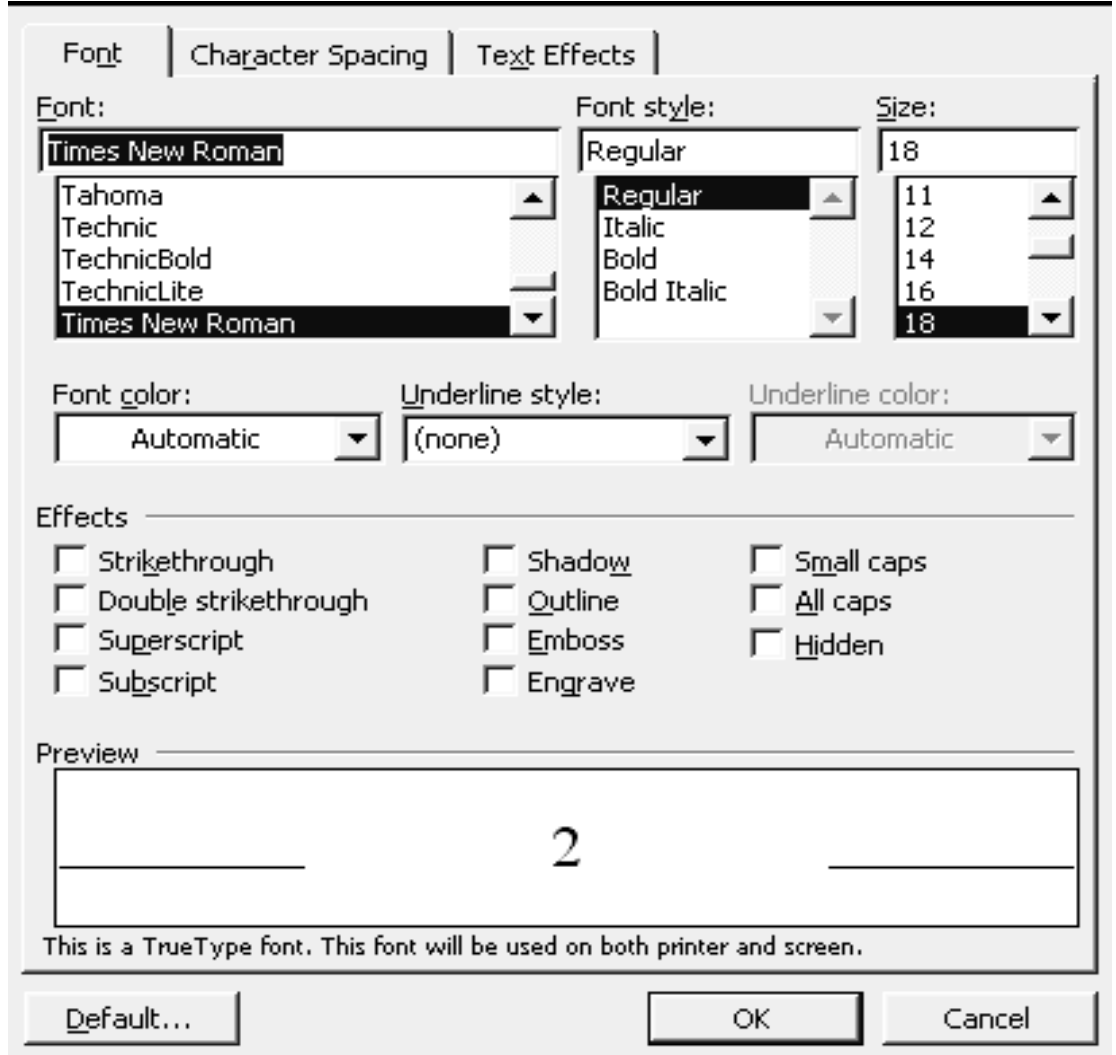 Font Character Spacing Text Effects
Font: Font style: Size:
Times New Roman Regular 18
Tahoma Regular 11
Technic Italic 12
TechnicBold Bold 14
TechnicLite Bold Italic 16
Times New Roman 18
Font color: Underline style: Underline color:
Automatic (none) Automatic
Effects
Strikethrough Shadow Small caps
Double strikethrough Outline All caps
Superscript Emboss Hidden
Subscript Engrave
Preview
2
This is a TrueType font. This font will be used on both printer and screen.
Default... OK Cancel